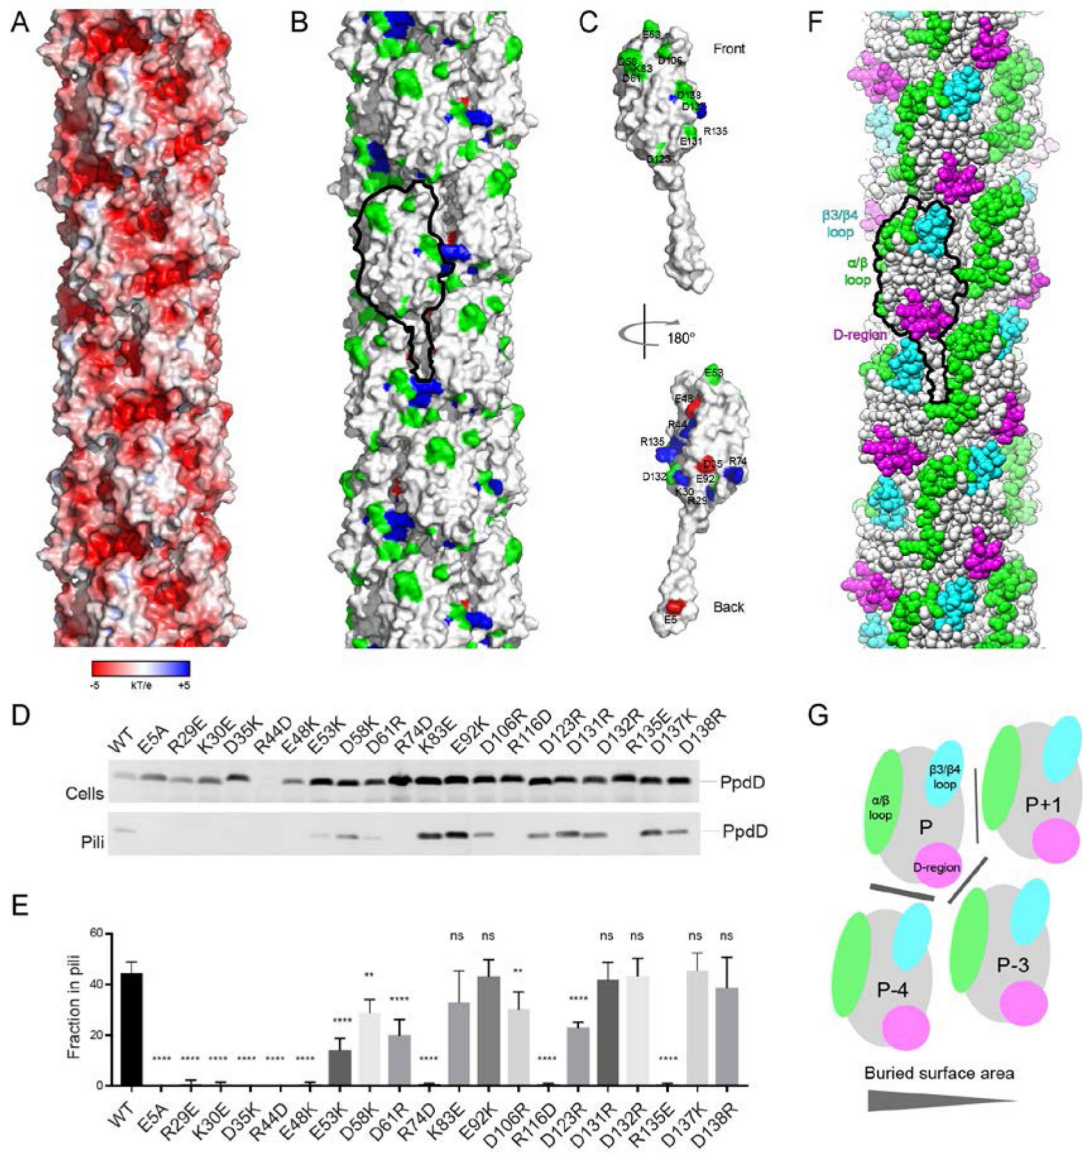 A
B
C
F
E53
Front
D58
D106
K83
D61
D138
D137
R135
E131
D123
180°
E53
E48
R44
R135
D35
R74
D132
E92
K30
R29
E5
Back
β3/β4
loop
α/β
loop
D-region
-5 kT/e +5
D
WT E5A R29E K30E D35K R44D E48K E53K D58K D61R R74D K83E E92K D106R R116D D123R D131R D132R R135E D137K D138R
Cells PpdD
Pili PpdD
E
Fraction in pili
60
40
20
0
**** **** **** **** **** **** **** ** **** **** ns ns ** **** **** ns ns **** ns ns
WT E5A R29E K30E D35K R44D E48K E53K D58K D61R R74D K83E E92K D106R R116D D123R D131R D132R R135E D137K D138R
G
α/β
loop
β3/β4
loop
P
D-region
P+1
P-4
P-3
Buried surface area